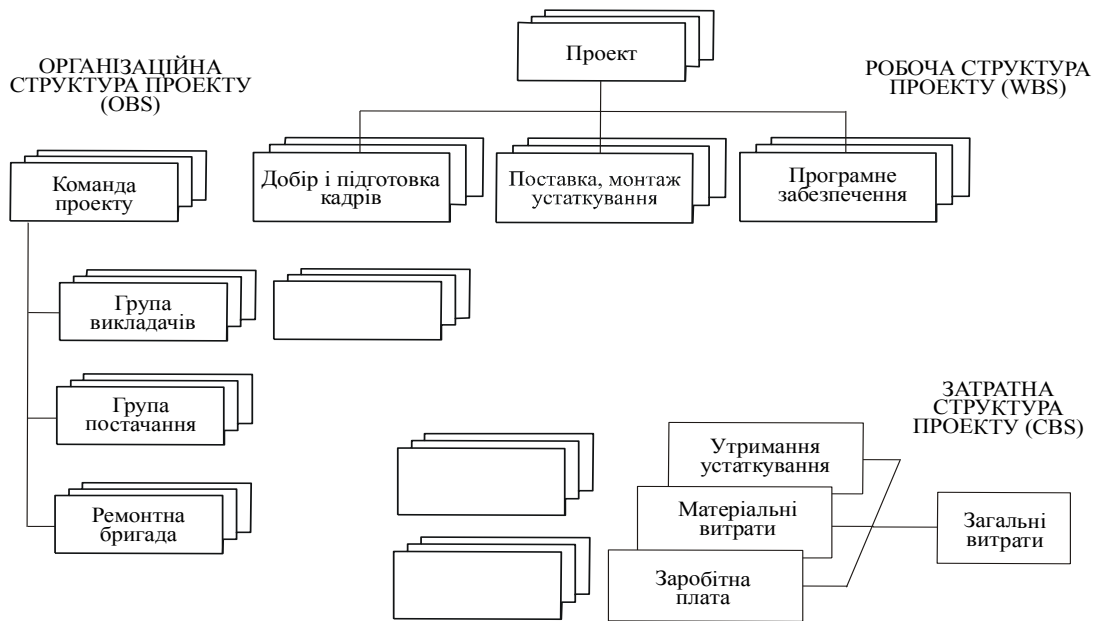 ОРГАНІЗАЦІЙНА
СТРУКТУРА ПРОЕКТУ
(OBS)
Проект
РОБОЧА СТРУКТУРА
ПРОЕКТУ (WBS)
Команда
проекту
Добір і підготовка
кадрів
Поставка, монтаж
устаткування
Програмне
забезпечення
Група
викладачів
Група
постачання
Ремонтна
бригада
ЗАТРАТНА
СТРУКТУРА
ПРОЕКТУ (CBS)
Утримання
устаткування
Матеріальні
витрати
Заробітна
плата
Загальні
витрати